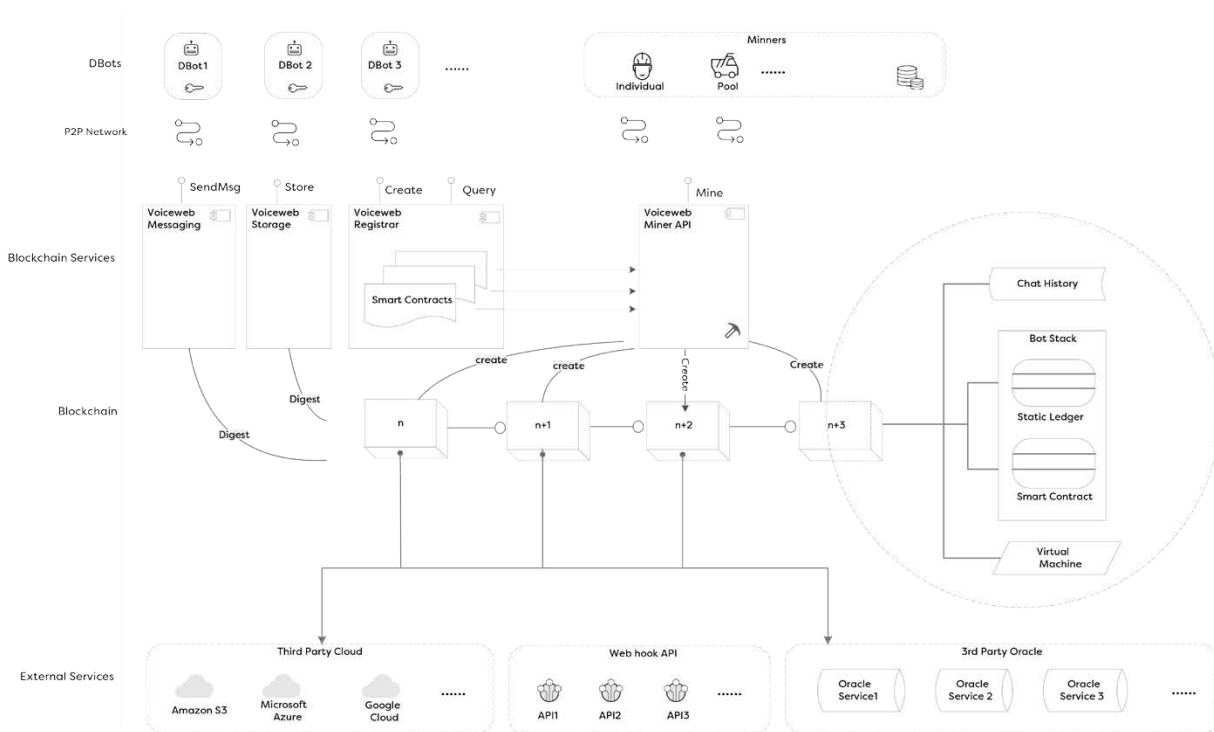 Minners
DBots
DBot1
DBot 2
DBot 3
......
Individual
Pool
......
P2P Network
SendMsg
Store
Create
Query
Mine
Voiceweb
Messaging
Voiceweb
Storage
Voiceweb
Registrar
Voiceweb
Miner API
Blockchain Services
Smart Contracts
Chat History
Bot Stack
Static Ledger
Smart Contract
Virtual
Machine
create
create
Create
Create
Digest
Digest
Blockchain
n
n+1
n+2
n+3
External Services
Third Party Cloud
Amazon S3
Microsoft
Azure
Google
Cloud
......
Web hook API
API1
API2
API3
......
3rd Party Oracle
Oracle
Service1
Oracle
Service 2
Oracle
Service 3
......